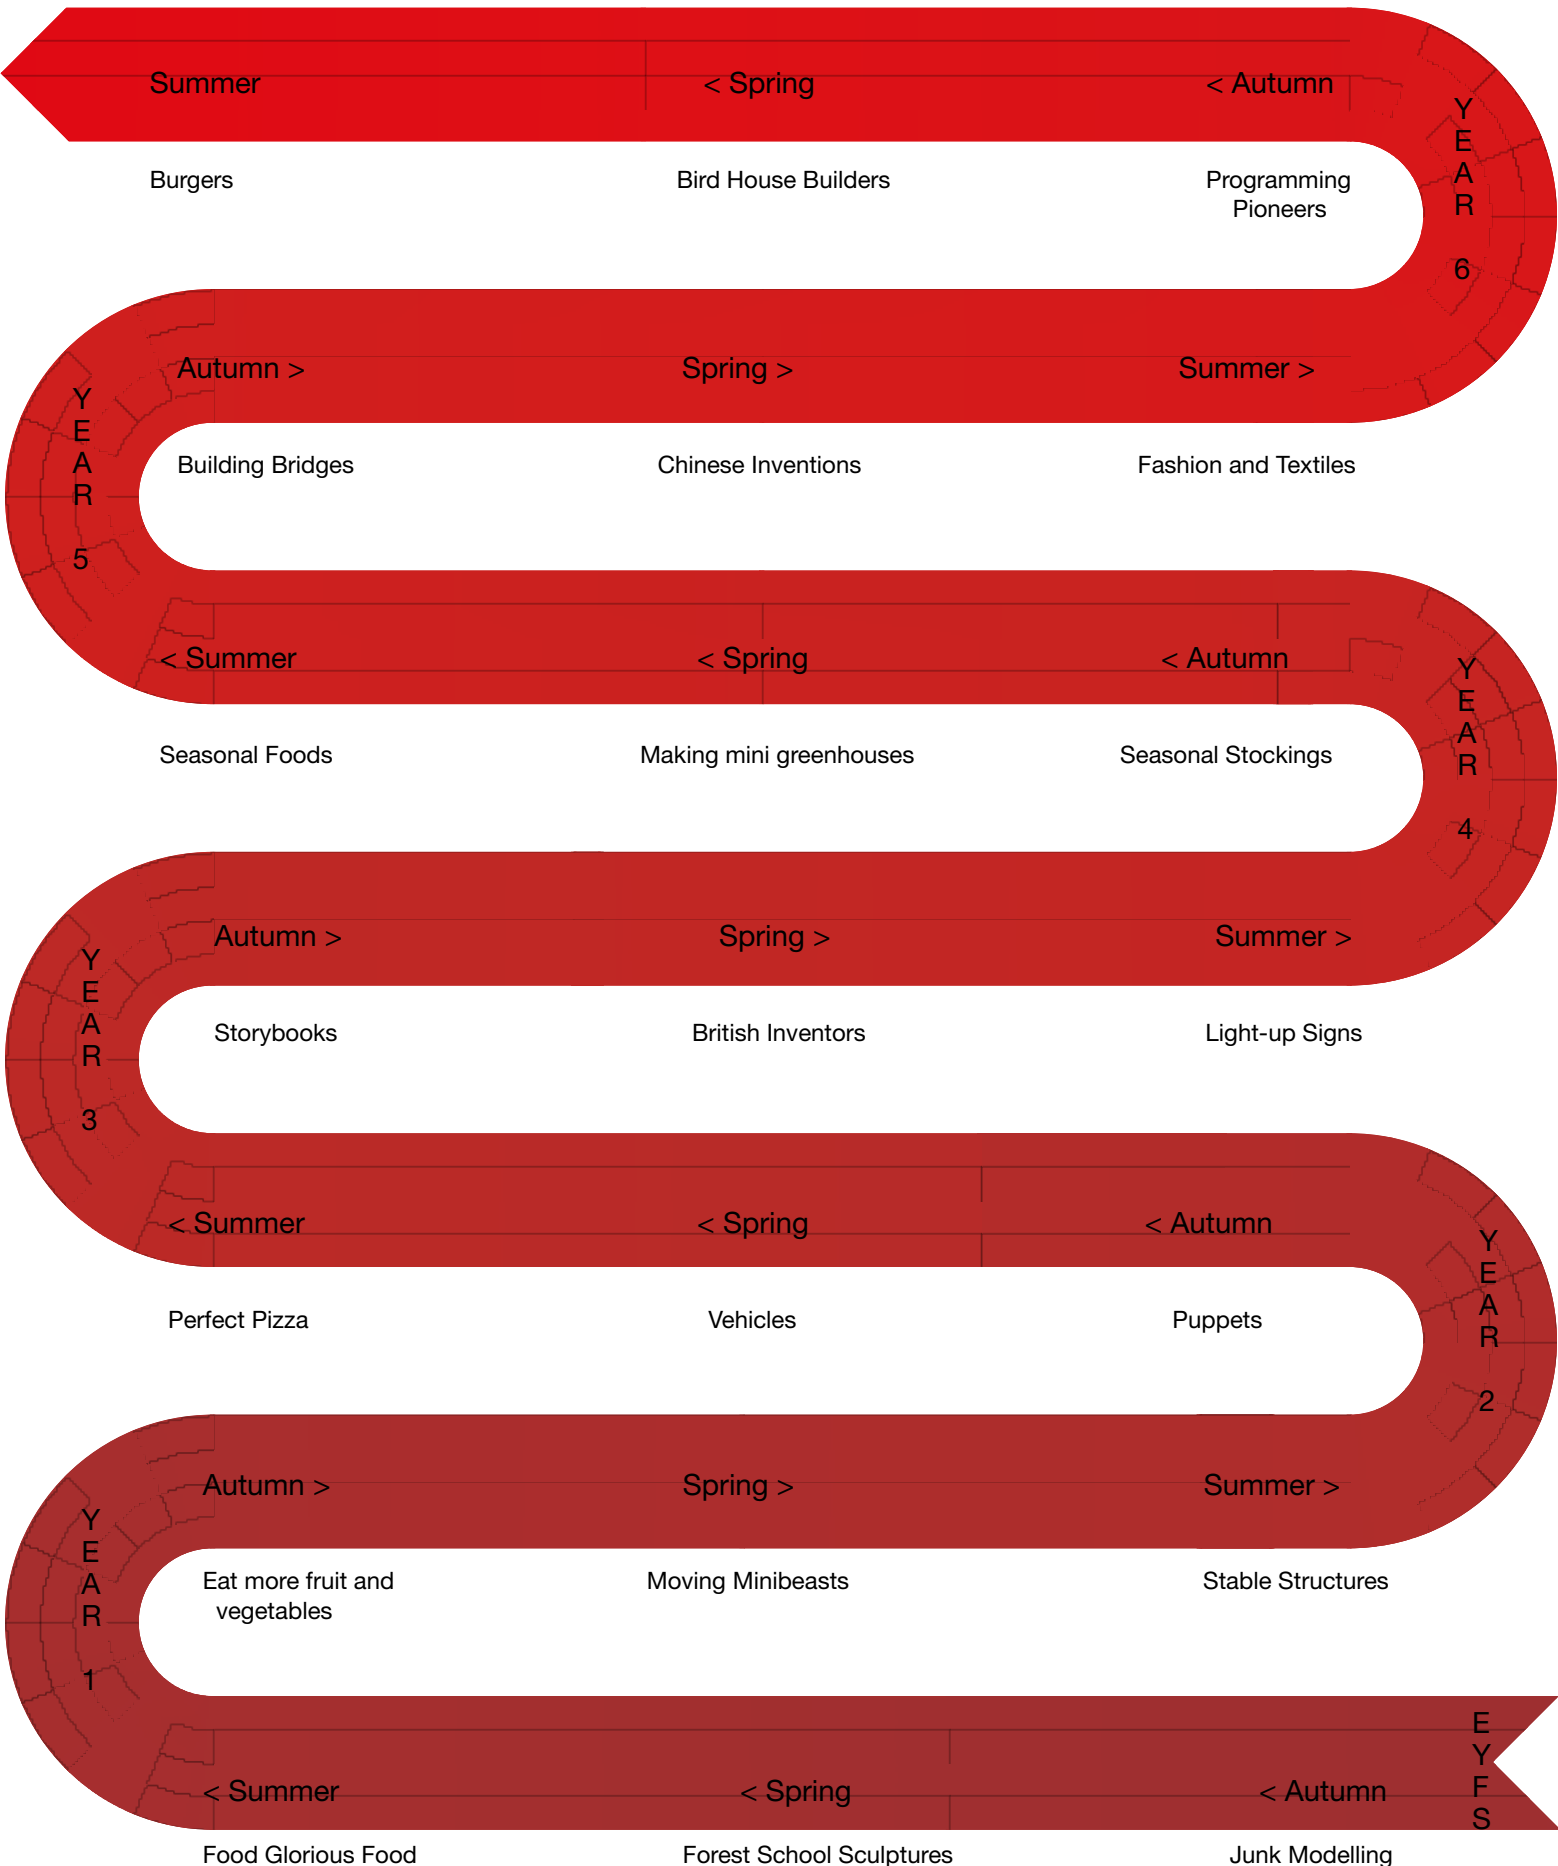 Summer < Spring < Autumn
Burgers Bird House Builders Programming
Pioneers
YEAR 6
Autumn > Spring > Summer >
Building Bridges Chinese Inventions Fashion and Textiles
YEAR 5
< Summer < Spring < Autumn
Seasonal Foods Making mini greenhouses Seasonal Stockings
YEAR 4
Autumn > Spring > Summer >
Storybooks British Inventors Light-up Signs
YEAR 3
< Summer < Spring < Autumn
Perfect Pizza Vehicles Puppets
YEAR 2
Autumn > Spring > Summer >
Eat more fruit and Moving Minibeasts Stable Structures
vegetables
YEAR 1
< Summer < Spring < Autumn
EYFS
Food Glorious Food Forest School Sculptures Junk Modelling